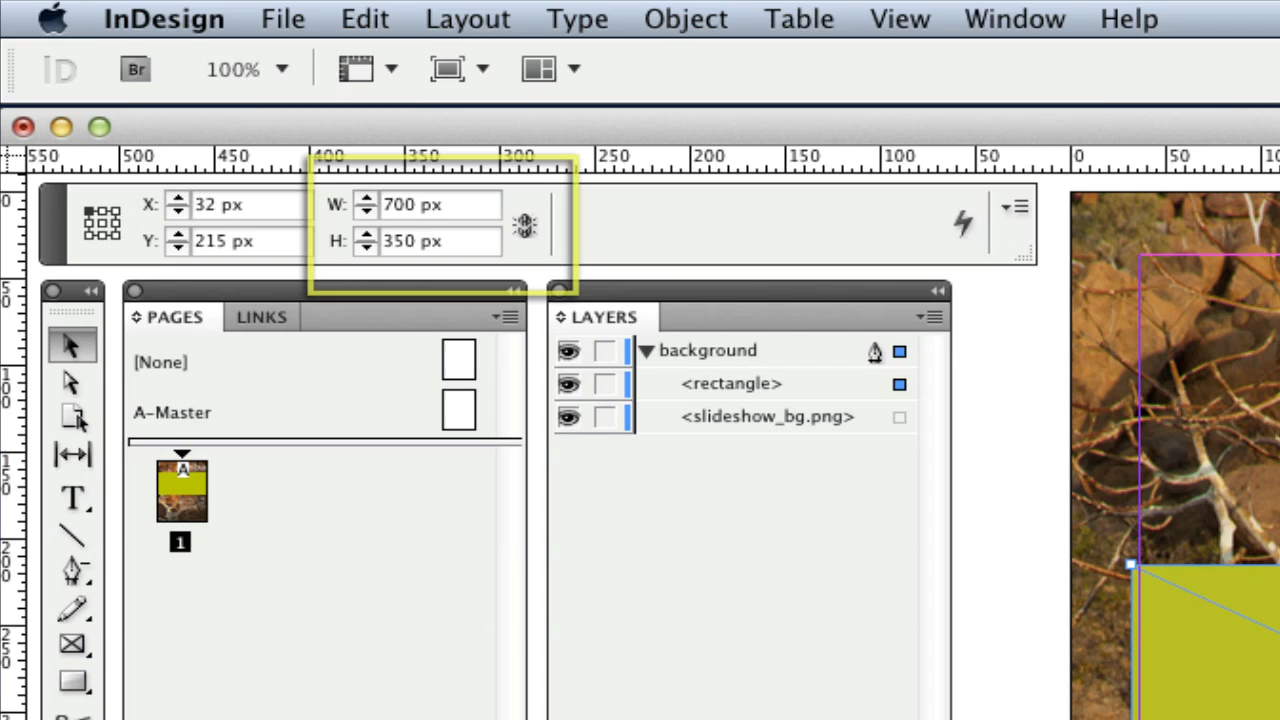 InDesign File Edit Layout Type Object Table View Window Help
ID Br 100%
550 500 450 400 350 300 250 200 150 100 50 0 50
X: 32 px W: 700 px
Y: 215 px H: 350 px
PAGES LINKS LAYERS
[None] background
<rectangle>
A-Master <slideshow_bg.png>
A
1
T